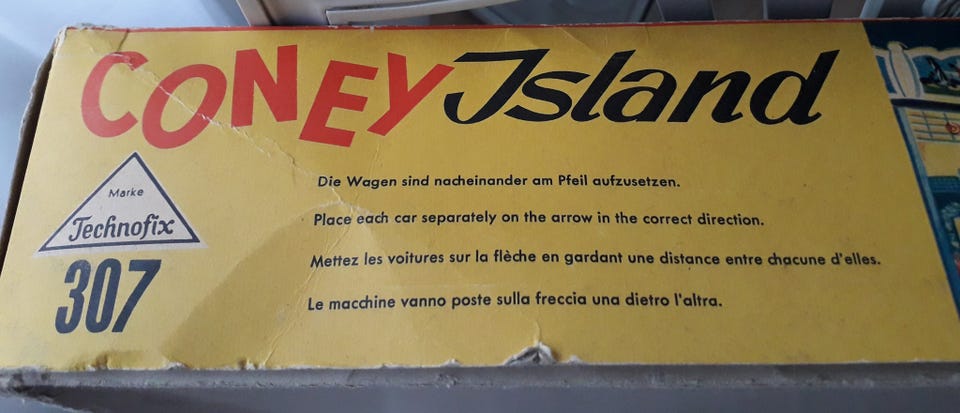 CONEY Island
Marke
Technofix
307
Die Wagen sind nacheinander am Pfeil aufzusetzen.
Place each car separately on the arrow in the correct direction.
Mettez les voitures sur la flèche en gardant une distance entre chacune d'elles.
Le macchine vanno poste sulla freccia una dietro l'altra.